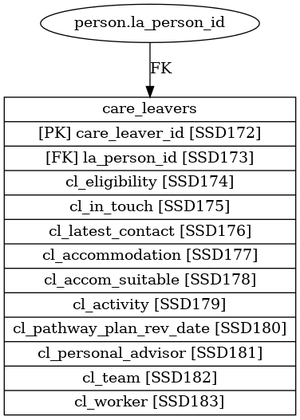 person.la_person_id
FK
care_leavers
[PK] care_leaver_id [SSD172]
[FK] la_person_id [SSD173]
cl_eligibility [SSD174]
cl_in_touch [SSD175]
cl_latest_contact [SSD176]
cl_accommodation [SSD177]
cl_accom_suitable [SSD178]
cl_activity [SSD179]
cl_pathway_plan_rev_date [SSD180]
cl_personal_advisor [SSD181]
cl_team [SSD182]
cl_worker [SSD183]